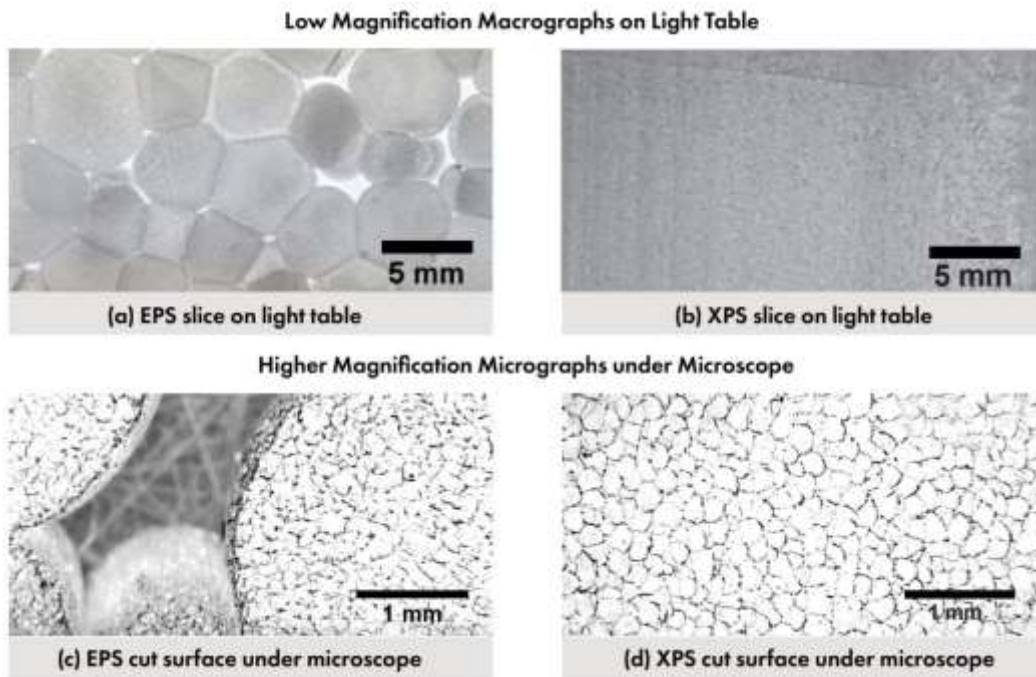 Low Magnification Macrographs on Light Table
5 mm
5 mm
(a) EPS slice on light table
(b) XPS slice on light table
Higher Magnification Micrographs under Microscope
1 mm
1 mm
(c) EPS cut surface under microscope
(d) XPS cut surface under microscope